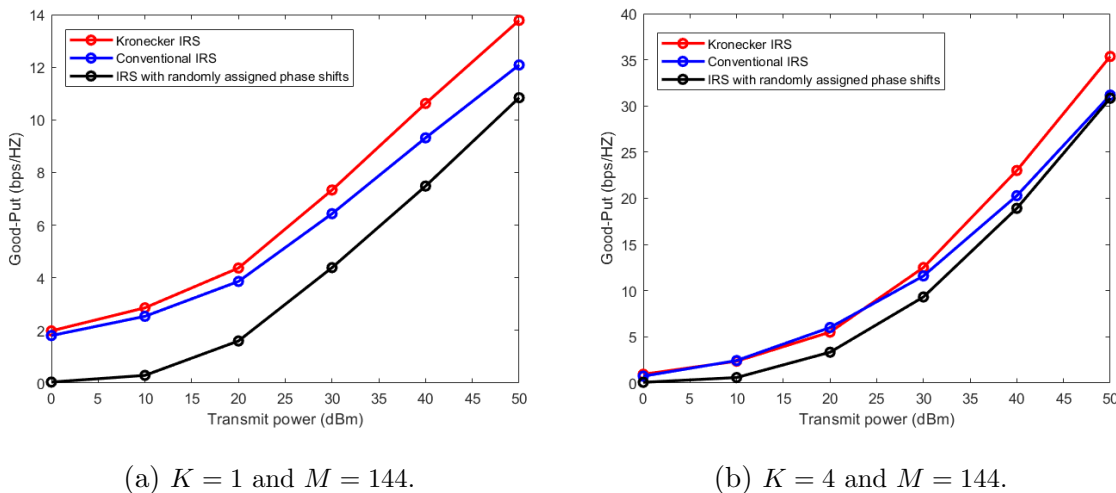 14
12
10
8
6
4
2
0
Good-Put (bps/HZ)
Kronecker IRS
Conventional IRS
IRS with randomly assigned phase shifts
0 5 10 15 20 25 30 35 40 45 50
Transmit power (dBm)
(a) K = 1 and M = 144.
40
35
30
25
20
15
10
5
0
Good-Put (bps/HZ)
Kronecker IRS
Conventional IRS
IRS with randomly assigned phase shifts
0 5 10 15 20 25 30 35 40 45 50
Transmit power (dBm)
(b) K = 4 and M = 144.